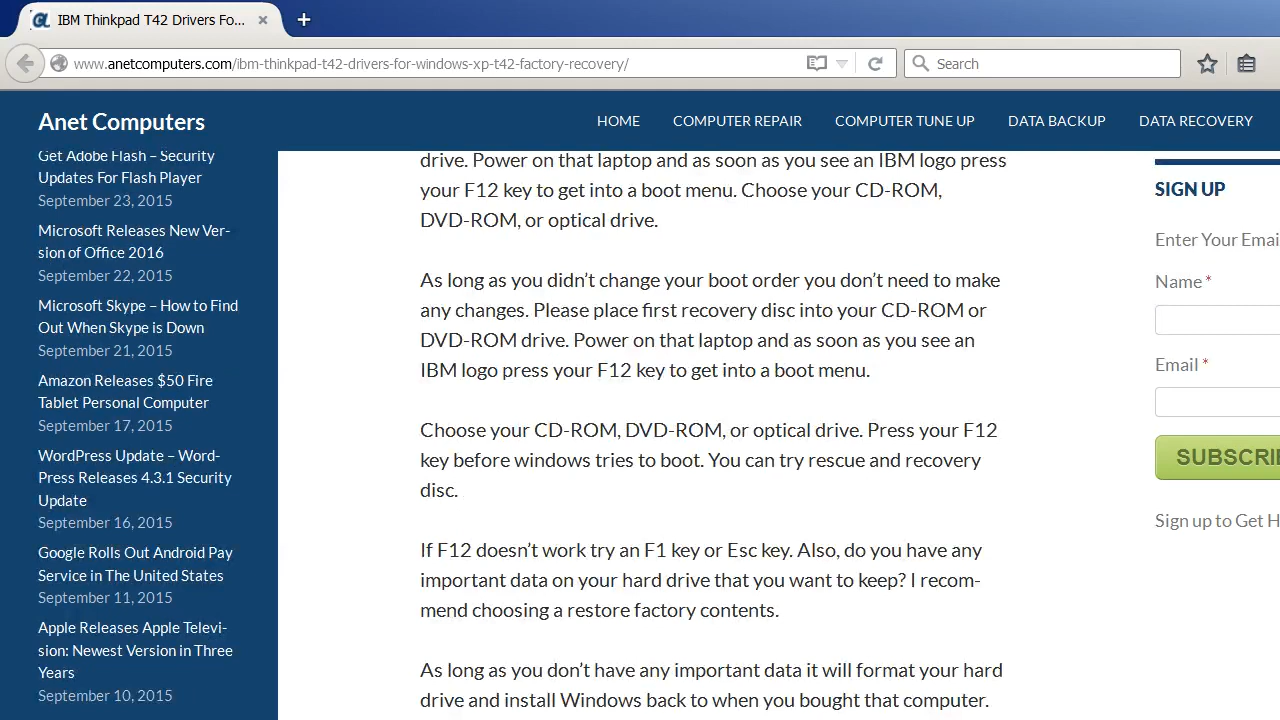 IBM Thinkpad T42 Drivers Fo...
www.anetcomputers.com/ibm-thinkpad-t42-drivers-for-windows-xp-t42-factory-recovery/
Search
Anet Computers
HOME
COMPUTER REPAIR
COMPUTER TUNE UP
DATA BACKUP
DATA RECOVERY
Get Adobe Flash – Security
Updates For Flash Player
September 23, 2015
Microsoft Releases New Ver-
sion of Office 2016
September 22, 2015
Microsoft Skype – How to Find
Out When Skype is Down
September 21, 2015
Amazon Releases $50 Fire
Tablet Personal Computer
September 17, 2015
WordPress Update – Word-
Press Releases 4.3.1 Security
Update
September 16, 2015
Google Rolls Out Android Pay
Service in The United States
September 11, 2015
Apple Releases Apple Televi-
sion: Newest Version in Three
Years
September 10, 2015
drive. Power on that laptop and as soon as you see an IBM logo press
your F12 key to get into a boot menu. Choose your CD-ROM,
DVD-ROM, or optical drive.
As long as you didn’t change your boot order you don’t need to make
any changes. Please place first recovery disc into your CD-ROM or
DVD-ROM drive. Power on that laptop and as soon as you see an
IBM logo press your F12 key to get into a boot menu.
Choose your CD-ROM, DVD-ROM, or optical drive. Press your F12
key before windows tries to boot. You can try rescue and recovery
disc.
If F12 doesn’t work try an F1 key or Esc key. Also, do you have any
important data on your hard drive that you want to keep? I recom-
mend choosing a restore factory contents.
As long as you don’t have any important data it will format your hard
drive and install Windows back to when you bought that computer.
SIGN UP
Enter Your Emai
Name *
Email *
SUBSCRIBE
Sign up to Get H